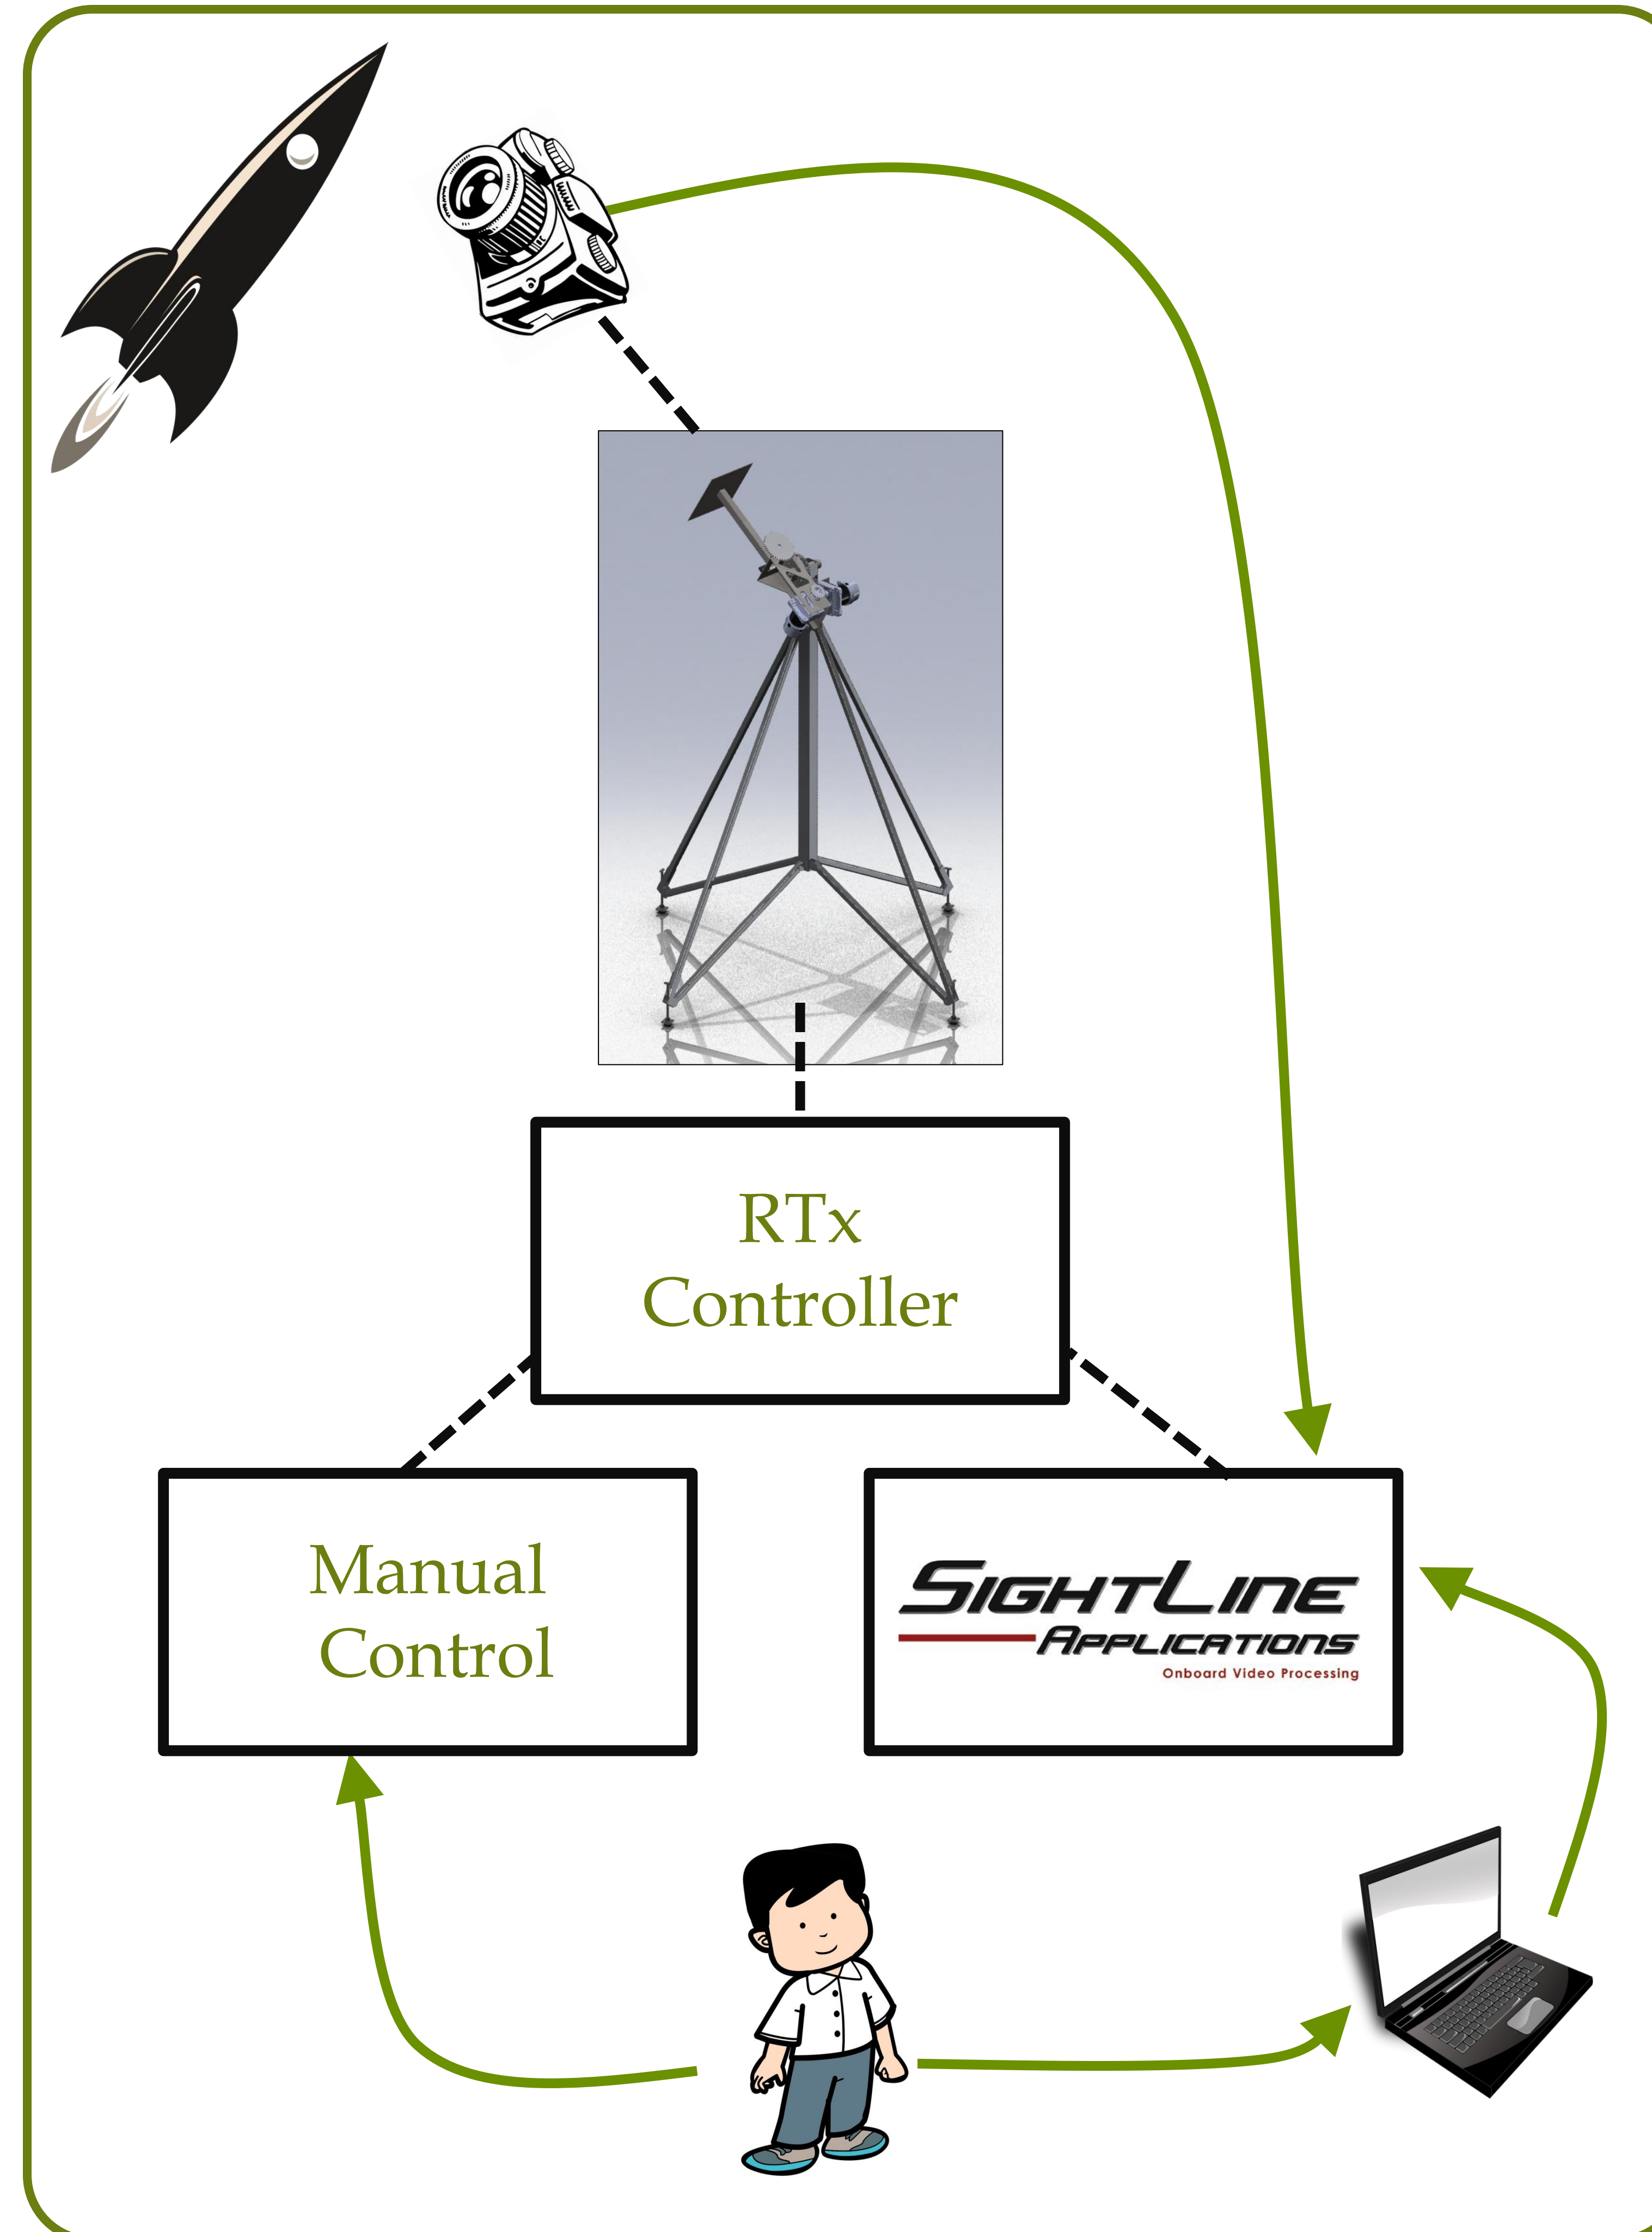 RTx
Controller
Manual
Control
SIGHTLINE
APPLICATIONS
Onboard Video Processing